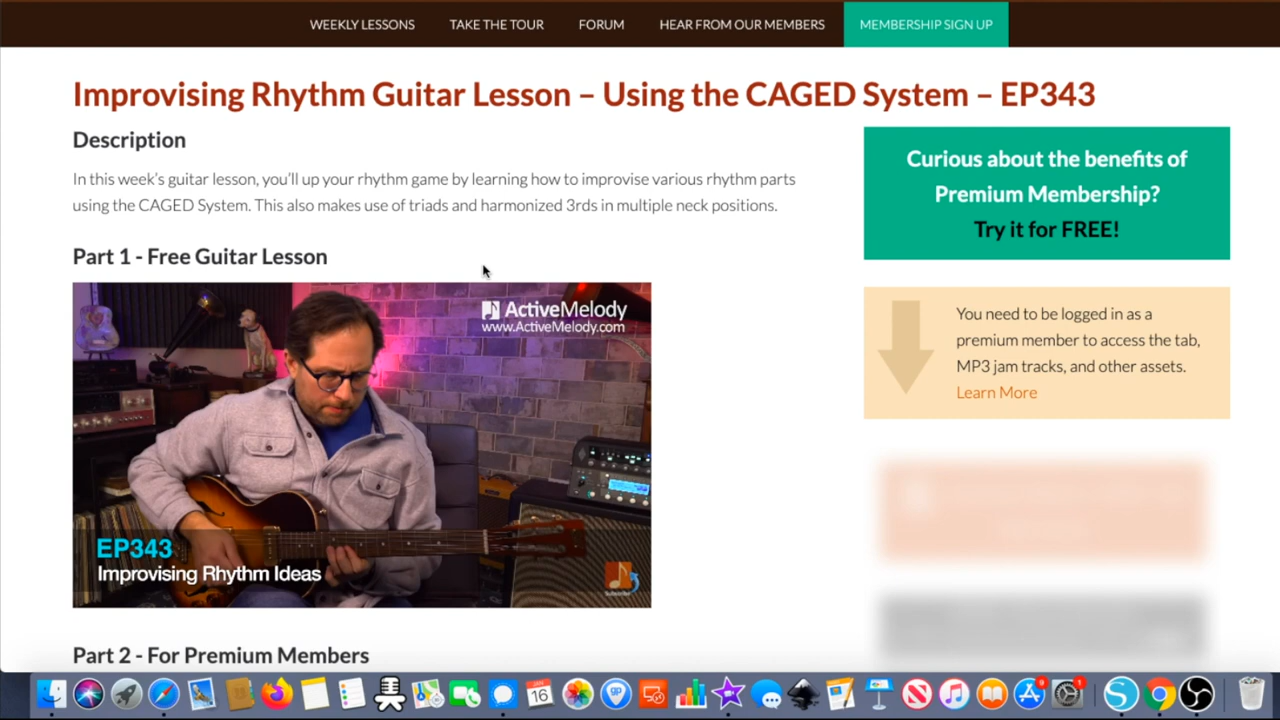 WEEKLY LESSONS TAKE THE TOUR FORUM HEAR FROM OUR MEMBERS MEMBERSHIP SIGN UP
Improvising Rhythm Guitar Lesson – Using the CAGED System – EP343
Description
In this week's guitar lesson, you'll up your rhythm game by learning how to improvise various rhythm parts
using the CAGED System. This also makes use of triads and harmonized 3rds in multiple neck positions.
Part 1 - Free Guitar Lesson
ActiveMelody
www.ActiveMelody.com
EP343
Improvising Rhythm Ideas
Subscribe
Part 2 - For Premium Members
Curious about the benefits of
Premium Membership?
Try it for FREE!
You need to be logged in as a
premium member to access the tab,
MP3 jam tracks, and other assets.
Learn More
JAN
16
gp
9
1